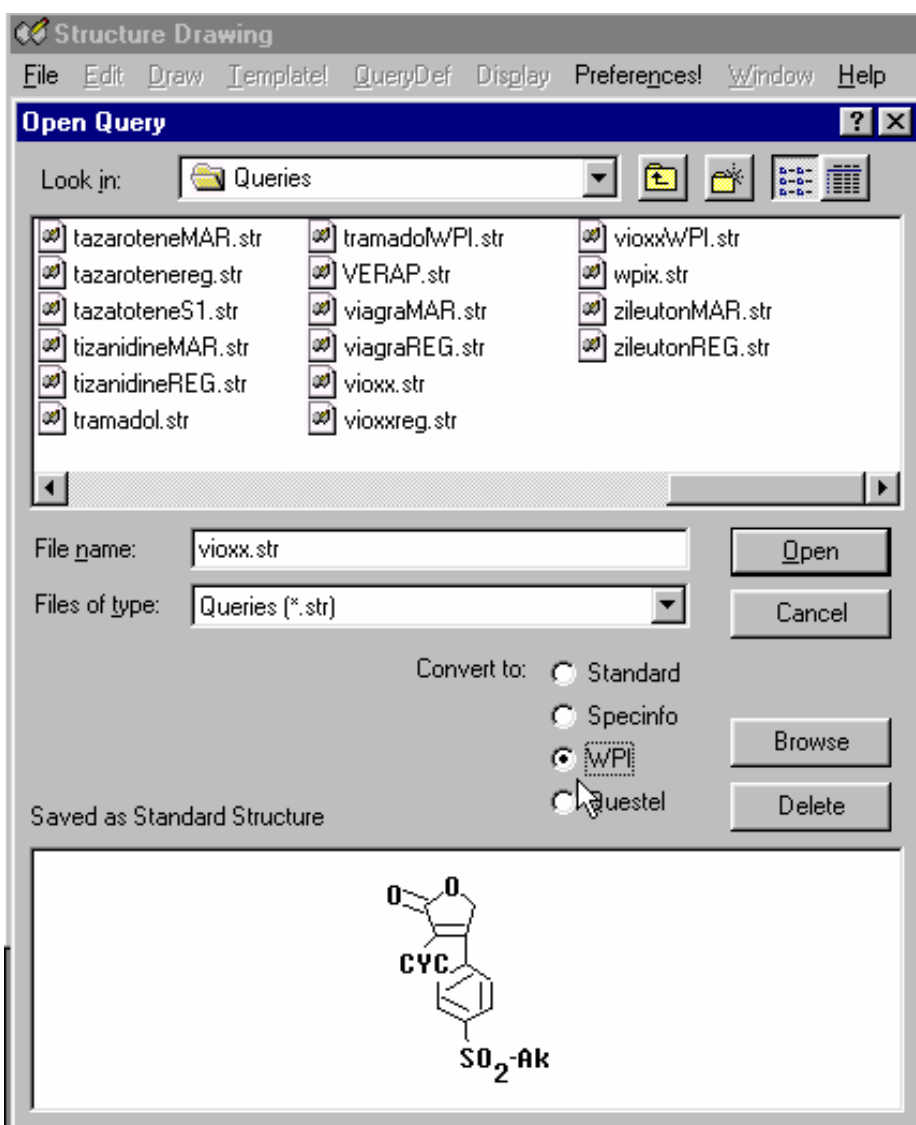 Structure Drawing
File Edit Draw Template! QueryDef Display Preferences! Window Help
Open Query
Look in: Queries
tazaroteneMAR.str tramadolWPI.str vioxxWPI.str
tazarotenereg.str VERAP.str wpix.str
tazatoteneS1.str viagraMAR.str zileutonMAR.str
tizanidineMAR.str viagraREG.str zileutonREG.str
tizanidineREG.str vioxx.str
tramadol.str vioxxreg.str
File name: vioxx.str Open
Files of type: Queries (*.str) Cancel
Convert to: Standard
Specinfo
WPI Browse
Questel Delete
Saved as Standard Structure
O O
CYC
SO2-Ak